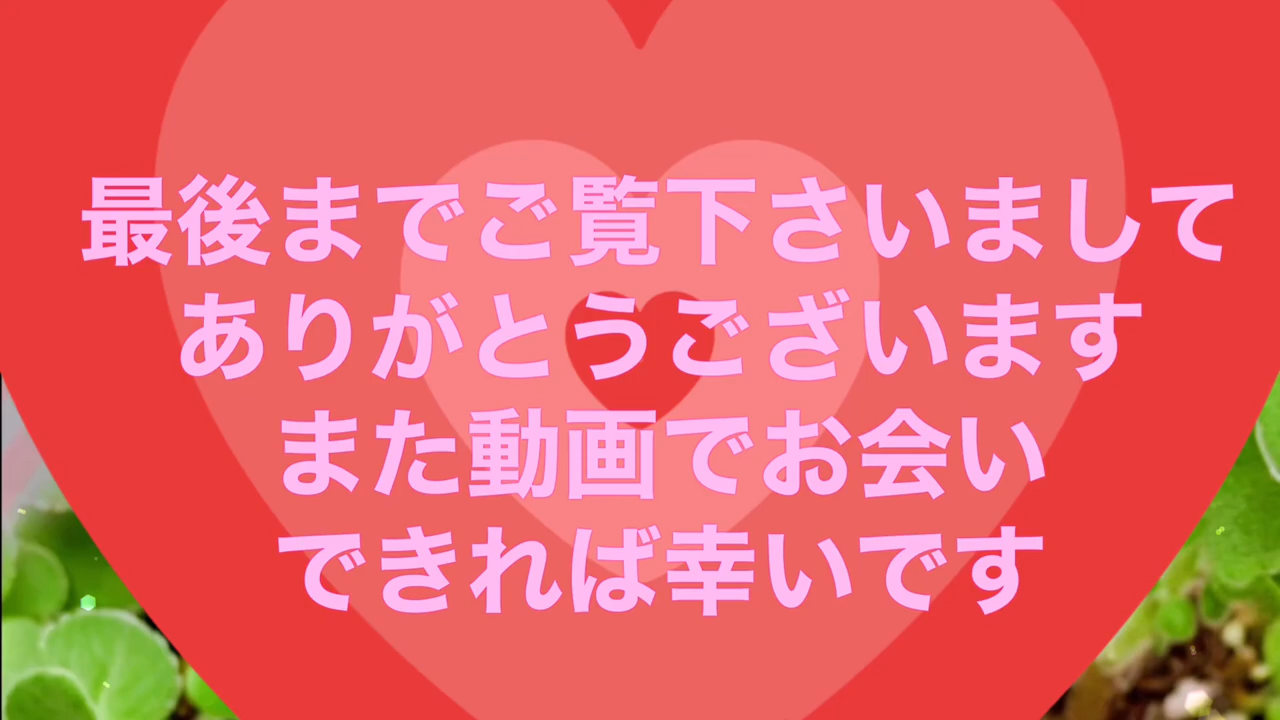 最後までご覧下さいまして
ありがとうございます
また動画でお会い
できれば幸いです